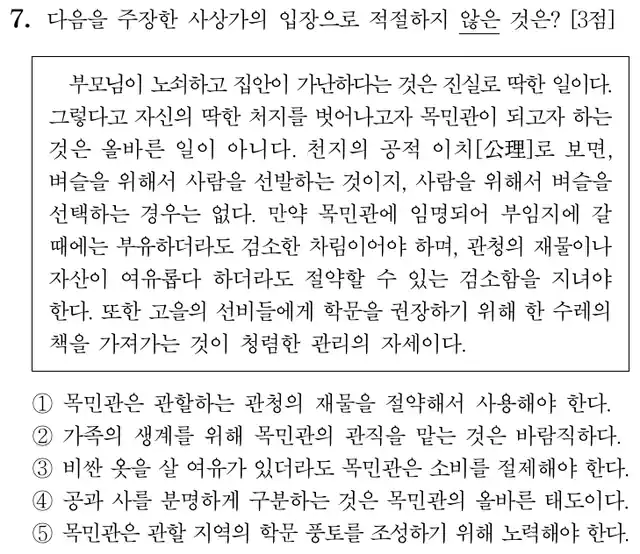 7. 다음을 주장한 사상가의 입장으로 적절하지 않은 것은? [3점]
부모님이 노쇠하고 집안이 가난하다는 것은 진실로 딱한 일이다.
그렇다고 자신의 딱한 처지를 벗어나고자 목민관이 되고자 하는
것은 올바른 일이 아니다. 천지의 공적 이치[公理]로 보면,
벼슬을 위해서 사람을 선발하는 것이지, 사람을 위해서 벼슬을
선택하는 경우는 없다. 만약 목민관에 임명되어 부임지에 갈
때에는 부유하더라도 검소한 차림이어야 하며, 관청의 재물이나
자산이 여유롭다 하더라도 절약할 수 있는 검소함을 지녀야
한다. 또한 고을의 선비들에게 학문을 권장하기 위해 한 수레의
책을 가져가는 것이 청렴한 관리의 자세이다.
① 목민관은 관할하는 관청의 재물을 절약해서 사용해야 한다.
② 가족의 생계를 위해 목민관의 관직을 맡는 것은 바람직하다.
③ 비싼 옷을 살 여유가 있더라도 목민관은 소비를 절제해야 한다.
④ 공과 사를 분명하게 구분하는 것은 목민관의 올바른 태도이다.
⑤ 목민관은 관할 지역의 학문 풍토를 조성하기 위해 노력해야 한다.